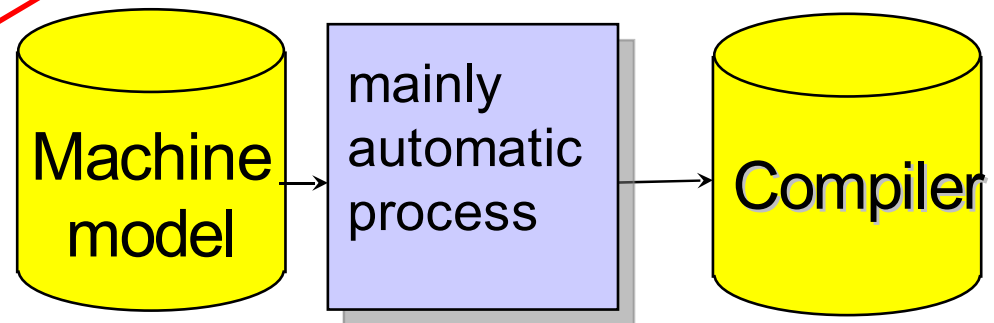 Machine
model
mainly
automatic
process
Compiler